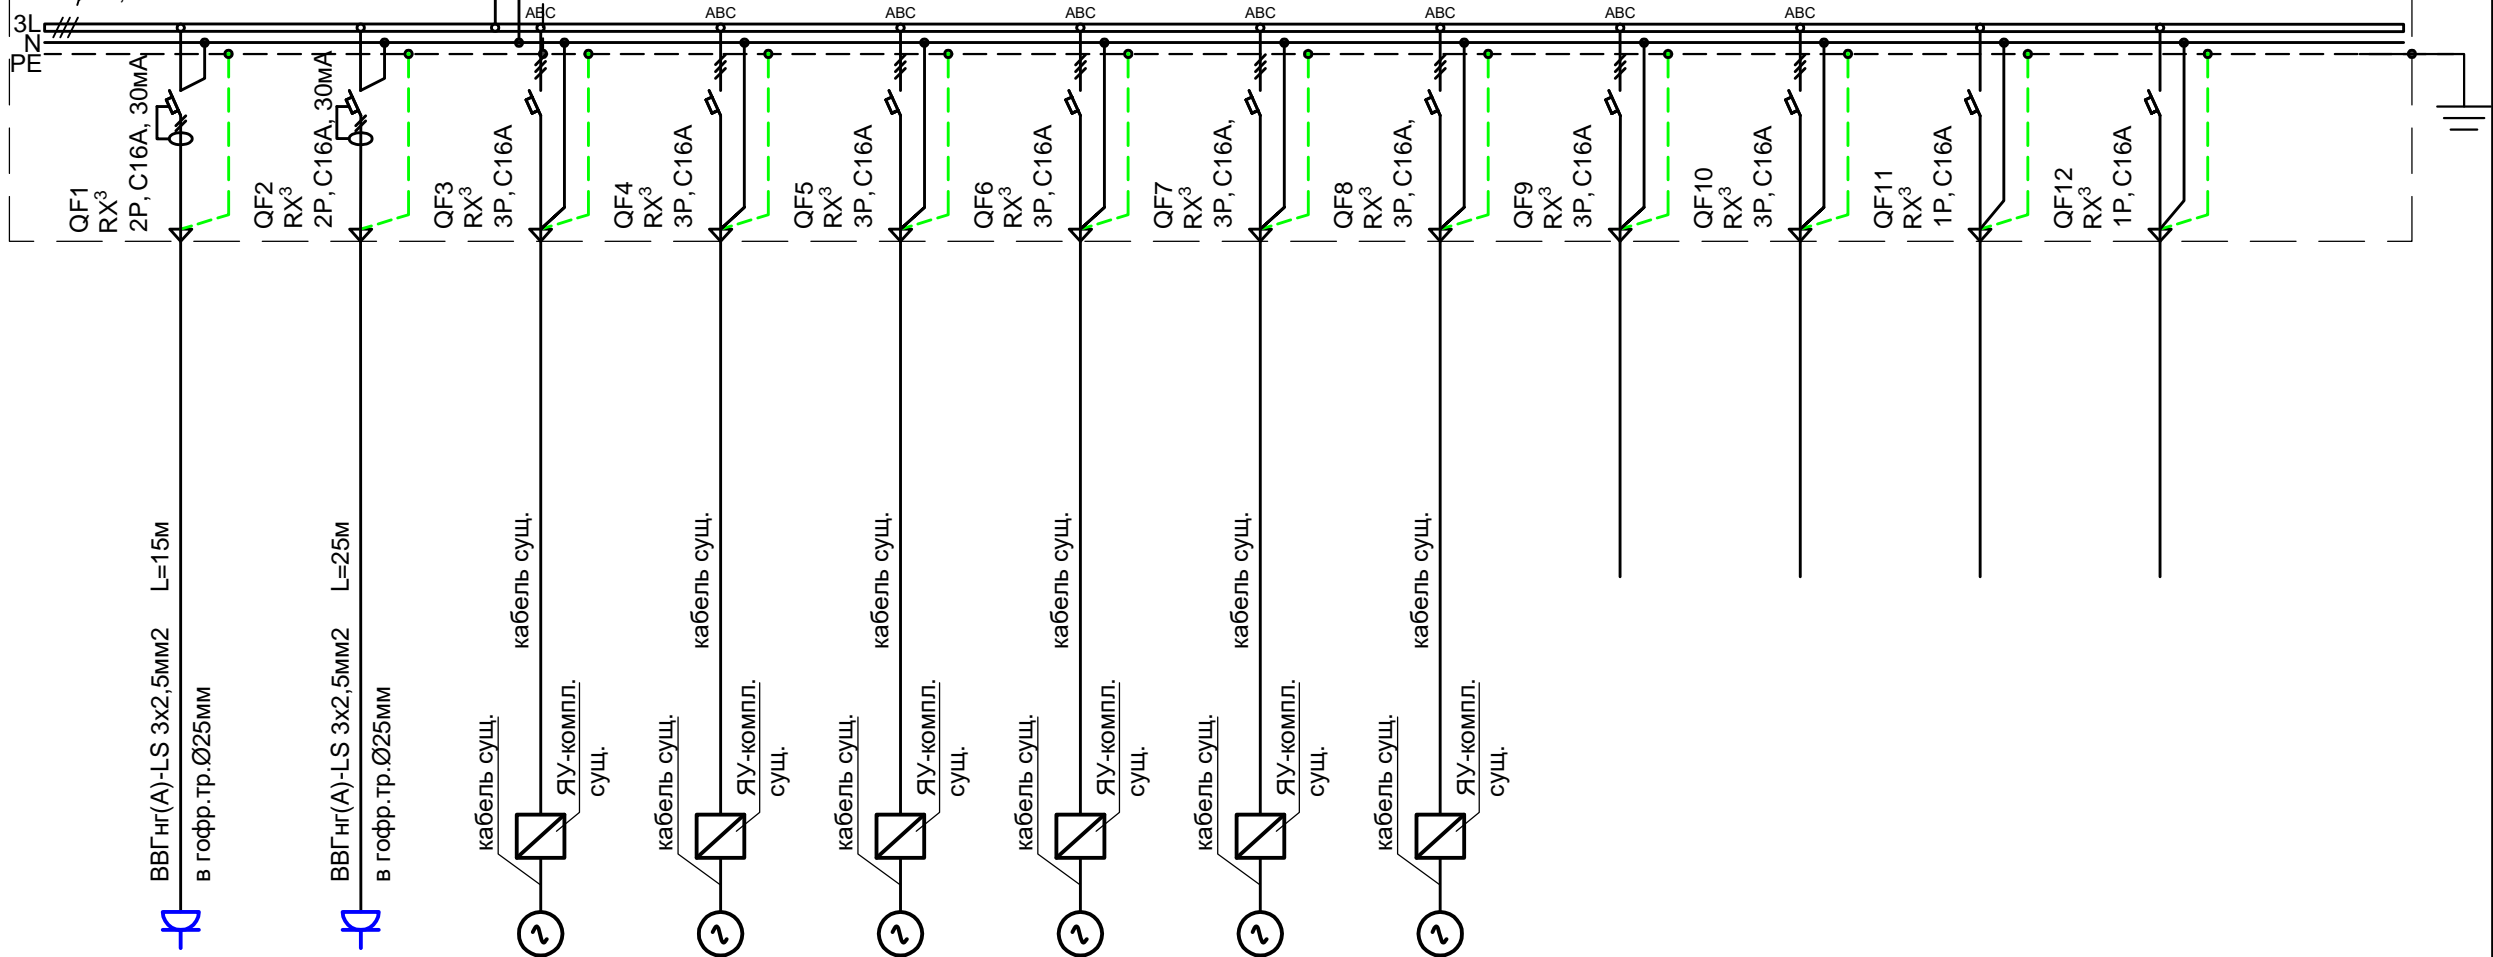 ABC
ABC
ABC
ABC
ABC
ABC
ABC
ABC
3L
N
PE
QF1
RX³
2P, C16A, 30мА
QF2
RX³
2P, C16A, 30мА
QF3
RX³
3P, C16A
QF4
RX³
3P, C16A
QF5
RX³
3P, C16A
QF6
RX³
3P, C16A
QF7
RX³
3P, C16A,
QF8
RX³
3P, C16A,
QF9
RX³
3P, C16A
QF10
RX³
3P, C16A
QF11
RX³
1P, C16A
QF12
RX³
1P, C16A
ВВГнг(А)-LS 3х2,5мм2 L=15м
в гофр.тр.Ø25мм
ВВГнг(А)-LS 3х2,5мм2 L=25м
в гофр.тр.Ø25мм
кабель сущ.
кабель сущ.
ЯУ-компл.
сущ.
кабель сущ.
кабель сущ.
ЯУ-компл.
сущ.
кабель сущ.
кабель сущ.
ЯУ-компл.
сущ.
кабель сущ.
кабель сущ.
ЯУ-компл.
сущ.
кабель сущ.
кабель сущ.
ЯУ-компл.
сущ.
кабель сущ.
кабель сущ.
ЯУ-компл.
сущ.